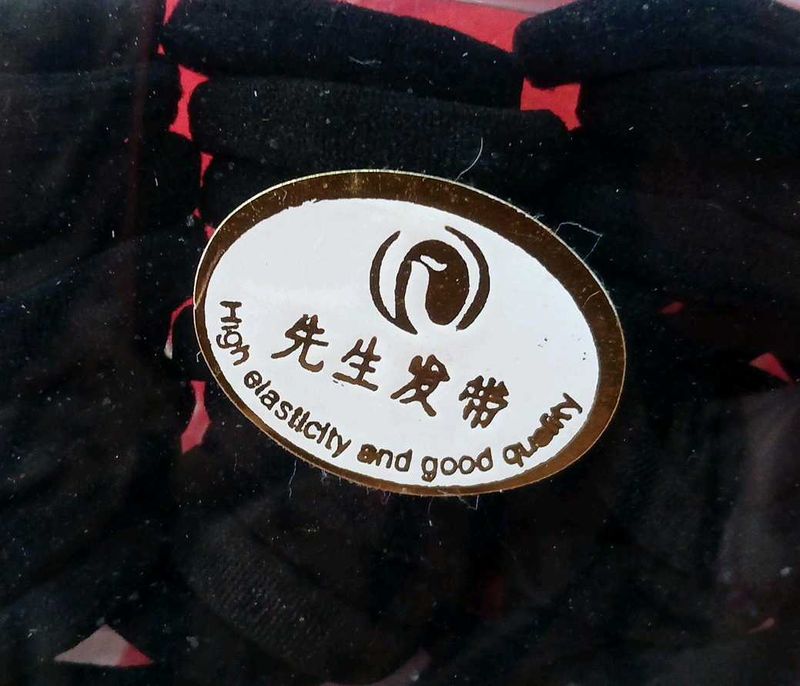 先生发带
High elasticity and good quality